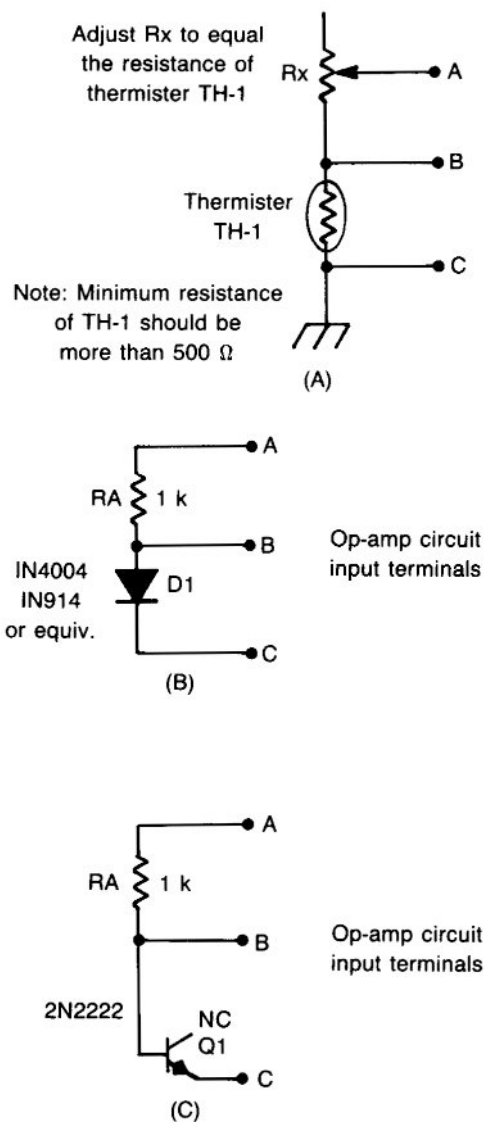 Adjust Rx to equal
the resistance of
thermister TH-1
Rx
A
B
Thermister
TH-1
C
Note: Minimum resistance
of TH-1 should be
more than 500 Ω
(A)
A
RA 1 k
B
Op-amp circuit
input terminals
IN4004
IN914
or equiv.
D1
C
(B)
A
RA 1 k
B
Op-amp circuit
input terminals
2N2222
NC
Q1
C
(C)